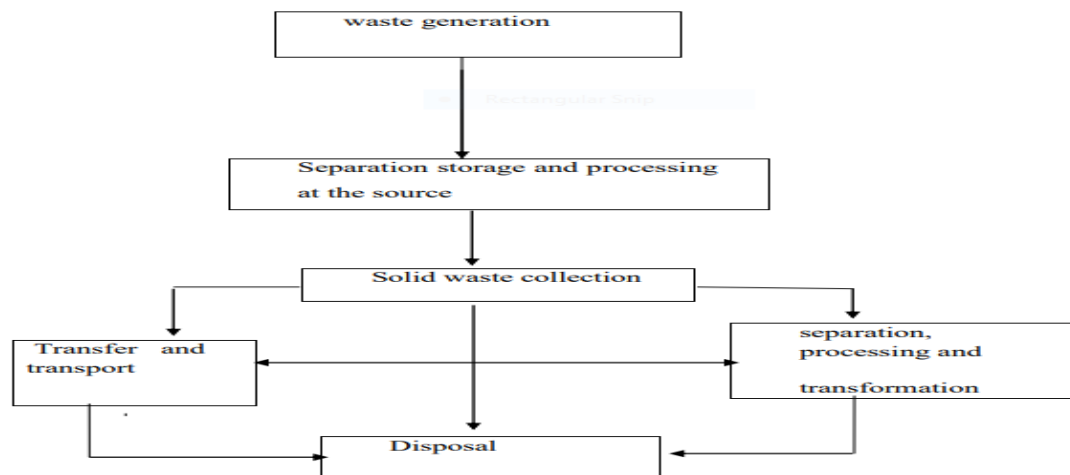 waste generation
Rectangular Snip
Separation storage and processing
at the source
Solid waste collection
Transfer and
transport
separation,
processing and
transformation
Disposal